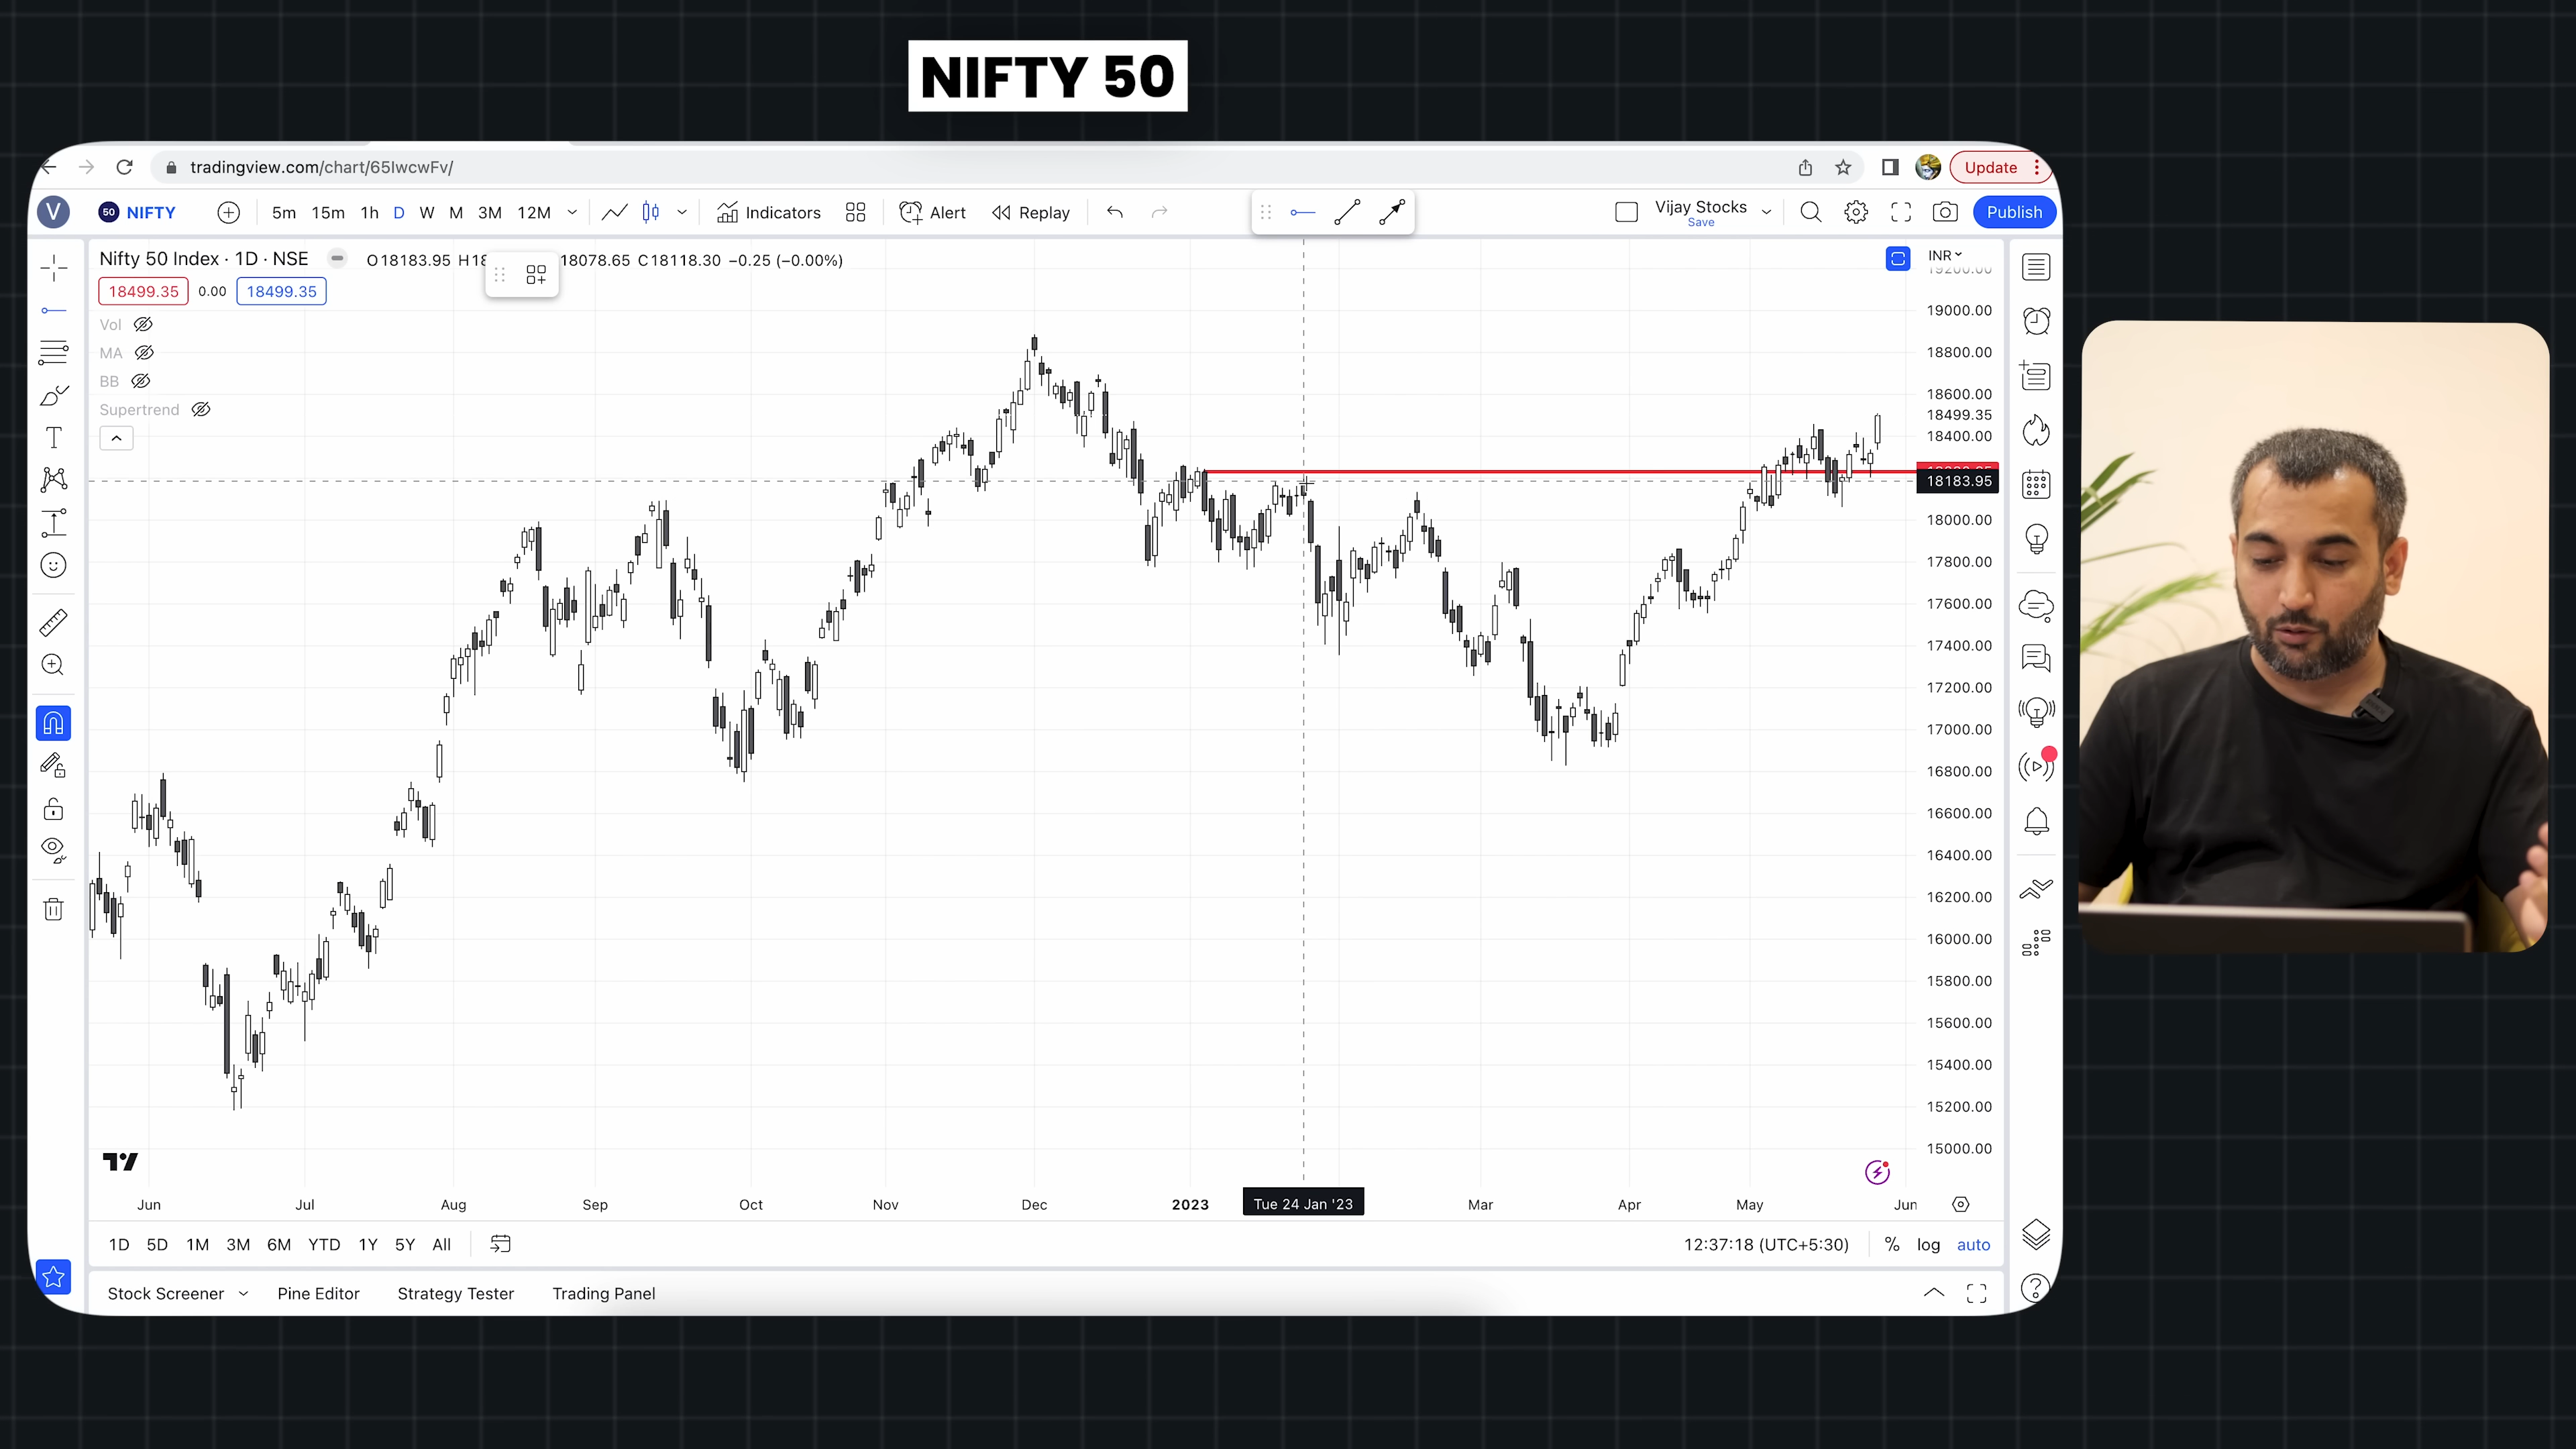 NIFTY 50
tradingview.com/chart/65IwcwFv/
Update
V
50 NIFTY
5m 15m 1h D W M 3M 12M
Indicators
Alert
Replay
Vijay Stocks
Save
Publish
Nifty 50 Index · 1D · NSE
O18183.95 H18 18078.65 C18118.30 −0.25 (−0.00%)
INR
18499.35 0.00 18499.35
Vol
MA
BB
Supertrend
19200.00
19000.00
18800.00
18600.00
18499.35
18400.00
18183.95
18000.00
17800.00
17600.00
17400.00
17200.00
17000.00
16800.00
16600.00
16400.00
16200.00
16000.00
15800.00
15600.00
15400.00
15200.00
15000.00
Jun Jul Aug Sep Oct Nov Dec 2023 Tue 24 Jan '23 Mar Apr May Jun
1D 5D 1M 3M 6M YTD 1Y 5Y All
12:37:18 (UTC+5:30) % log auto
Stock Screener Pine Editor Strategy Tester Trading Panel